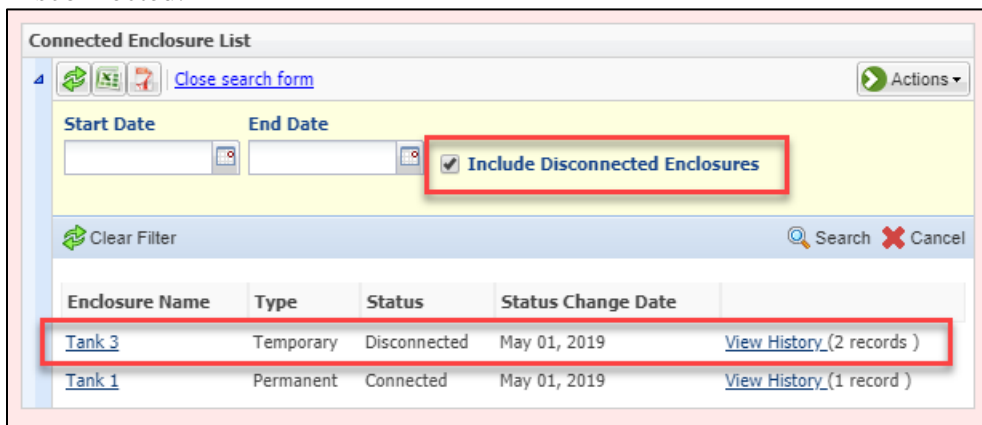 Connected Enclosure List
Close search form Actions
Start Date End Date
Include Disconnected Enclosures
Clear Filter Search Cancel
Enclosure Name Type Status Status Change Date
Tank 3 Temporary Disconnected May 01, 2019 View History (2 records )
Tank 1 Permanent Connected May 01, 2019 View History (1 record )